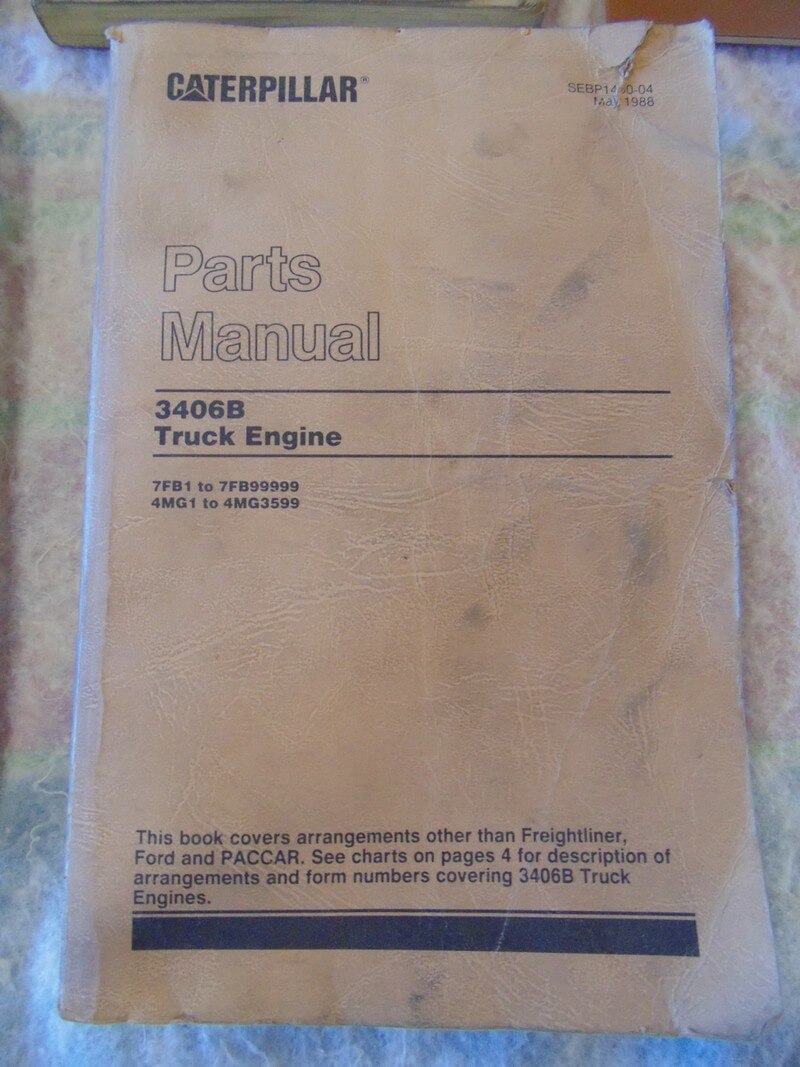 CATERPILLAR®
May 1988
Parts
Manual
3406B
Truck Engine
7FB1 to 7FB99999
4MG1 to 4MG3599
This book covers arrangements other than Freightliner,
Ford and PACCAR. See charts on pages 4 for description of
arrangements and form numbers covering 3406B Truck
Engines.